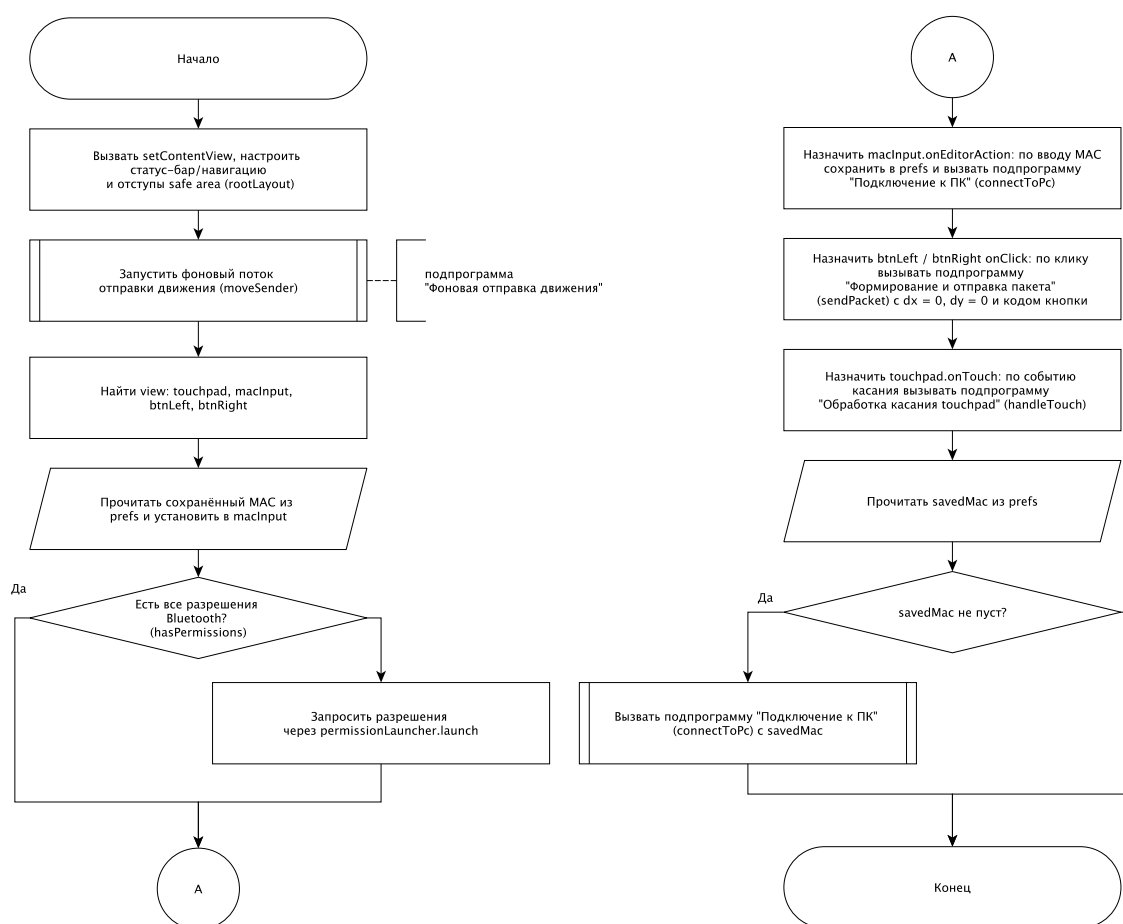 Начало
Вызвать setContentView, настроить
статус-бар/навигацию
и отступы safe area (rootLayout)
Запустить фоновый поток
отправки движения (moveSender)
подпрограмма
"Фоновая отправка движения"
Найти view: touchpad, macInput,
btnLeft, btnRight
Прочитать сохранённый MAC из
prefs и установить в macInput
Да
Есть все разрешения
Bluetooth?
(hasPermissions)
Запросить разрешения
через permissionLauncher.launch
А
А
Назначить macInput.onEditorAction: по вводу MAC
сохранить в prefs и вызвать подпрограмму
"Подключение к ПК" (connectToPc)
Назначить btnLeft / btnRight onClick: по клику
вызывать подпрограмму
"Формирование и отправка пакета"
(sendPacket) с dx = 0, dy = 0 и кодом кнопки
Назначить touchpad.onTouch: по событию
касания вызывать подпрограмму
"Обработка касания touchpad" (handleTouch)
Прочитать savedMac из prefs
Да
savedMac не пуст?
Вызвать подпрограмму "Подключение к ПК"
(connectToPc) с savedMac
Конец